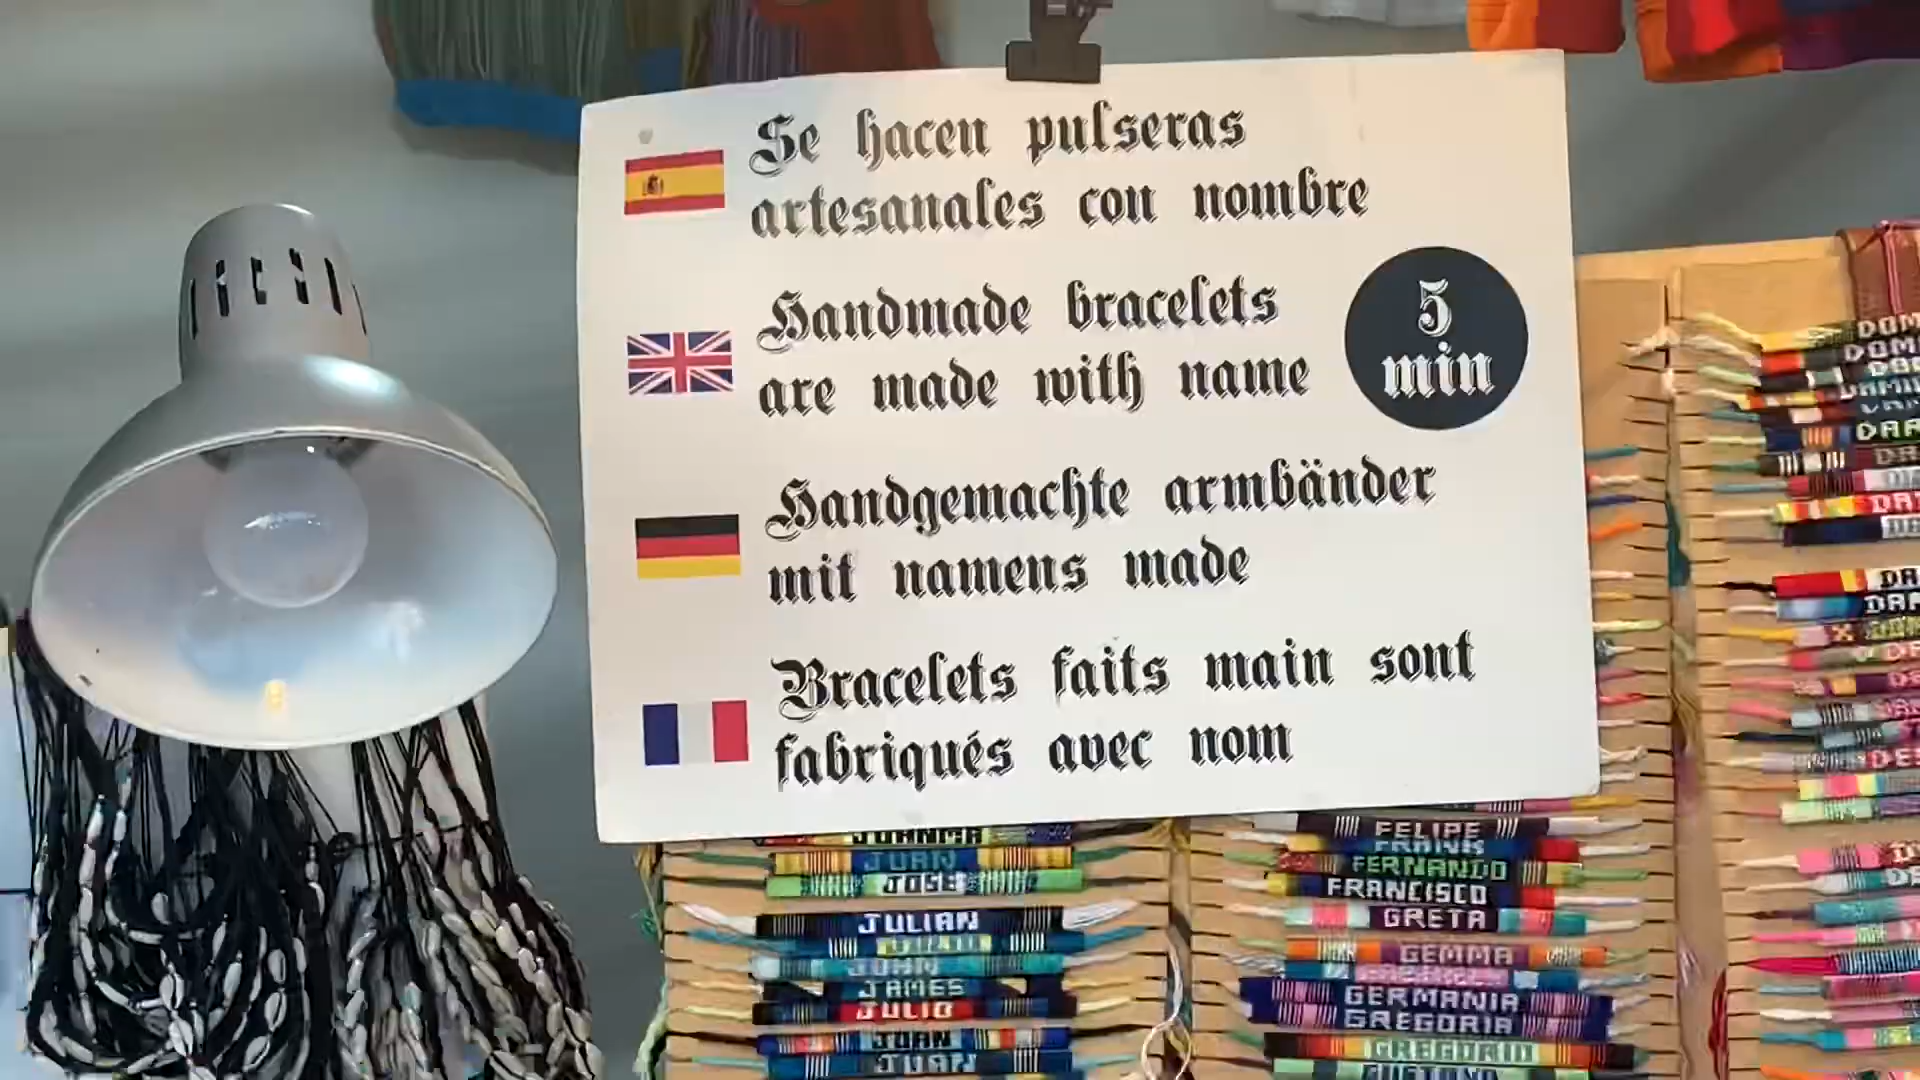 Se hacen pulseras
artesanales con nombre
Handmade bracelets
are made with name
5
min
Handgemachte armbänder
mit namens made
Bracelets faits main sont
fabriqués avec nom
JUANMA
JUAN
JOSE
JULIAN
JUAN
JAMES
JULIO
JUAN
JUAN
FELIPE
FRANK
FERNANDO
FRANCISCO
GRETA
GEMMA
GERMANIA
GREGORIA
GREGORIO